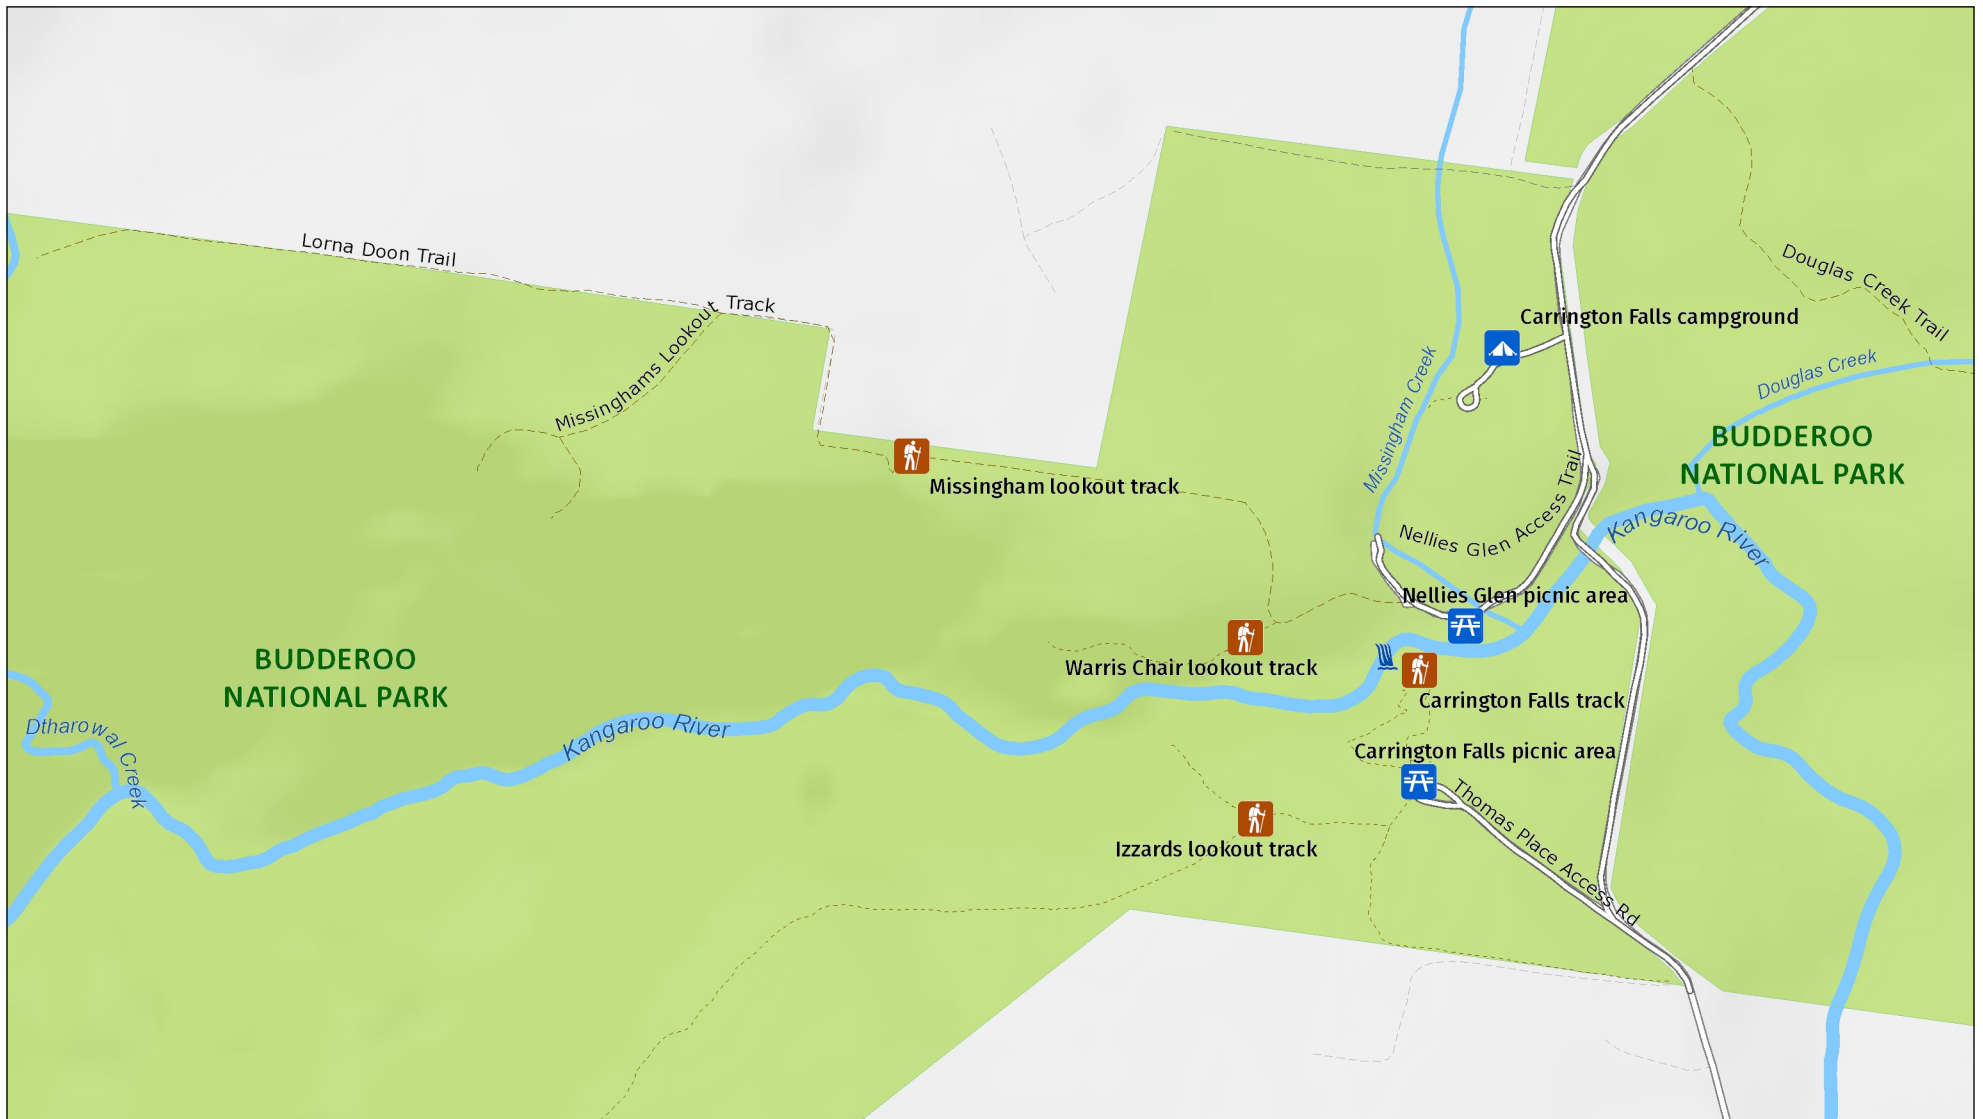 Lorna Doon Trail
Missinghams Lookout Track
Douglas Creek Trail
Carrington Falls campground
Missingham Creek
Douglas Creek
BUDDEROO
NATIONAL PARK
Missingham lookout track
Nellies Glen Access Trail
Kangaroo River
Nellies Glen picnic area
Warris Chair lookout track
BUDDEROO
NATIONAL PARK
Carrington Falls track
Dtharowal Creek
Kangaroo River
Carrington Falls picnic area
Thomas Place Access Rd
Izzards lookout track